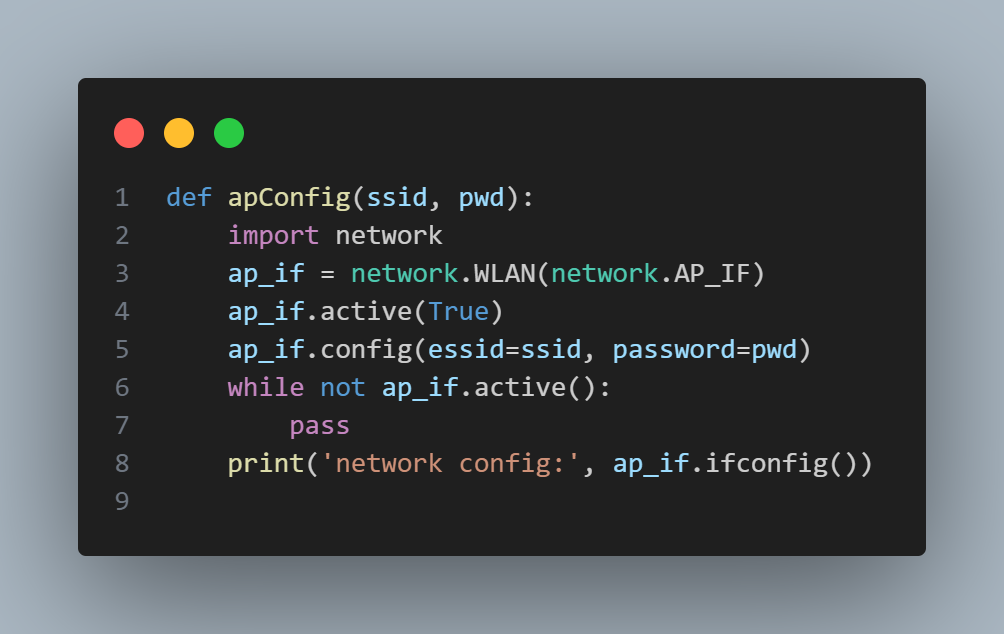 1 def apConfig(ssid, pwd):
2     import network
3     ap_if = network.WLAN(network.AP_IF)
4     ap_if.active(True)
5     ap_if.config(essid=ssid, password=pwd)
6     while not ap_if.active():
7         pass
8     print('network config:', ap_if.ifconfig())
9